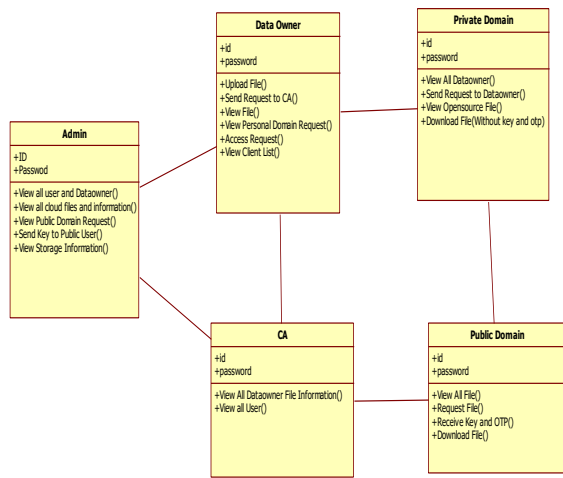 Data Owner
+id
+password
+Upload File()
+Send Request to CA()
+View File()
+View Personal Domain Request()
+Access Request()
+View Client List()
Private Domain
+id
+password
+View All Dataowner()
+Send Request to Dataowner()
+View Opensource File()
+Download File(Without key and otp)
Admin
+ID
+Passwod
+View all user and Dataowner()
+View all cloud files and information()
+View Public Domain Request()
+Send Key to Public User()
+View Storage Information()
CA
+id
+password
+View All Dataowner File Information()
+View all User()
Public Domain
+id
+password
+View All File()
+Request File()
+Receive Key and OTP()
+Download File()